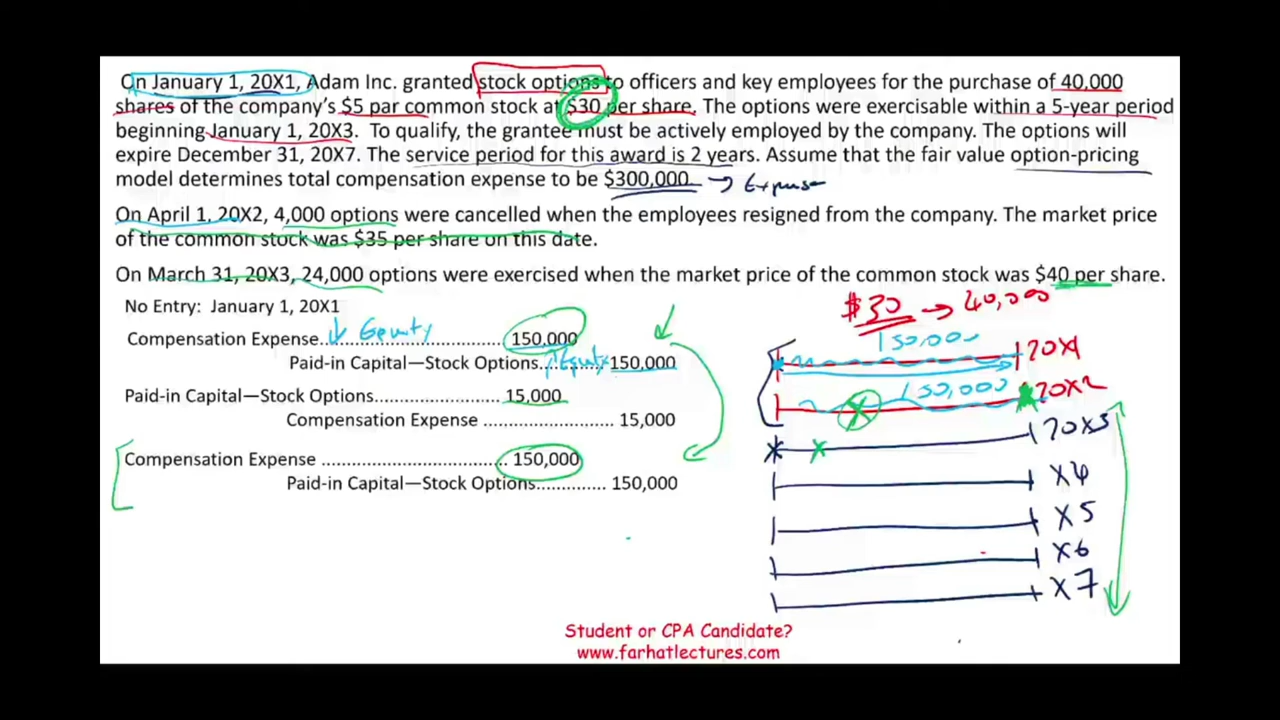 On January 1, 20X1, Adam Inc. granted stock options to officers and key employees for the purchase of 40,000
shares of the company's $5 par common stock at $30 per share. The options were exercisable within a 5-year period
beginning January 1, 20X3. To qualify, the grantee must be actively employed by the company. The options will
expire December 31, 20X7. The service period for this award is 2 years. Assume that the fair value option-pricing
model determines total compensation expense to be $300,000 → Expense
On April 1, 20X2, 4,000 options were cancelled when the employees resigned from the company. The market price
of the common stock was $35 per share on this date.
On March 31, 20X3, 24,000 options were exercised when the market price of the common stock was $40 per share.
No Entry: January 1, 20X1
$30 → 40,000
Compensation Expense ↓ Equity ........ 150,000
150,000
20X1
Paid-in Capital—Stock Options ↑ Equity 150,000
Paid-in Capital—Stock Options........................ 15,000
150,000
20X2
Compensation Expense ........................ 15,000
20X3
Compensation Expense .................................. 150,000
Paid-in Capital—Stock Options............. 150,000
X4
X5
X6
X7
Student or CPA Candidate?
www.farhatlectures.com